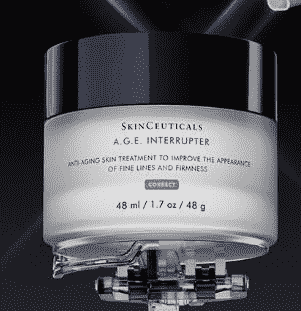 SKINCEUTICALS
A.G.E. INTERRUPTER
ANTI-AGING SKIN TREATMENT TO IMPROVE THE APPEARANCE
OF FINE LINES AND FIRMNESS
CORRECT
48 ml / 1.7 oz / 48 g